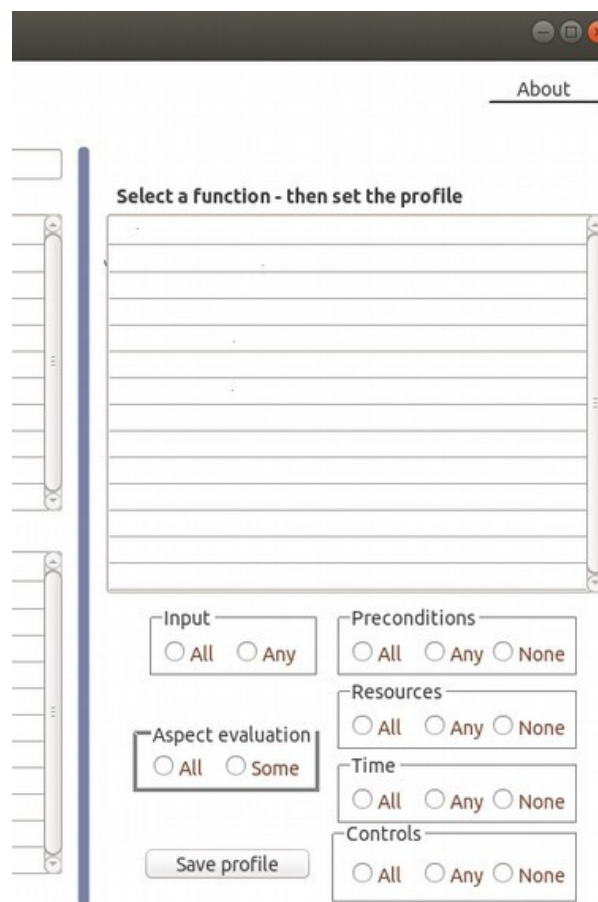 About
Select a function - then set the profile
Input
All Any
Preconditions
All Any None
Resources
All Any None
Aspect evaluation
All Some
Time
All Any None
Controls
All Any None
Save profile